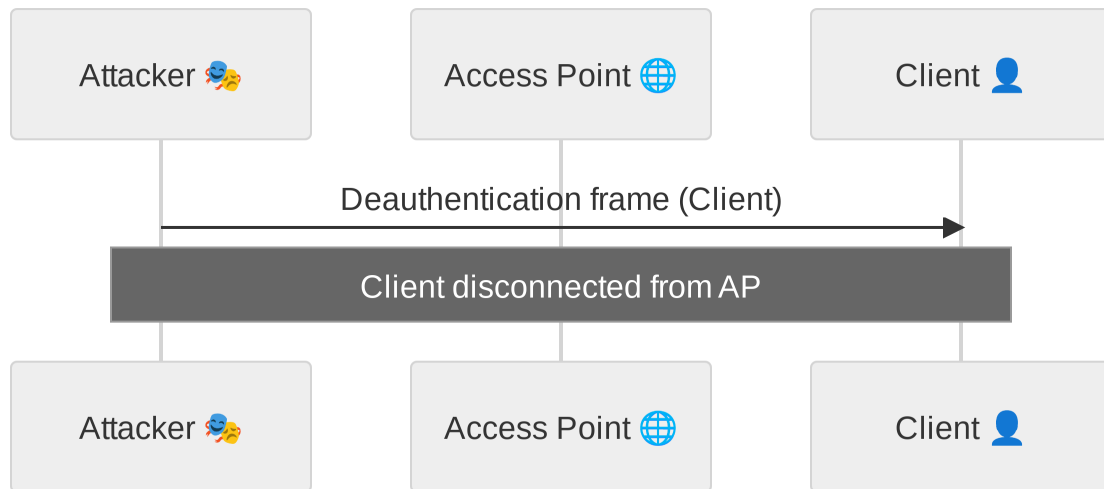 Attacker 🎭
Access Point 🌐
Client 👤
Deauthentication frame (Client)
Client disconnected from AP
Attacker 🎭
Access Point 🌐
Client 👤